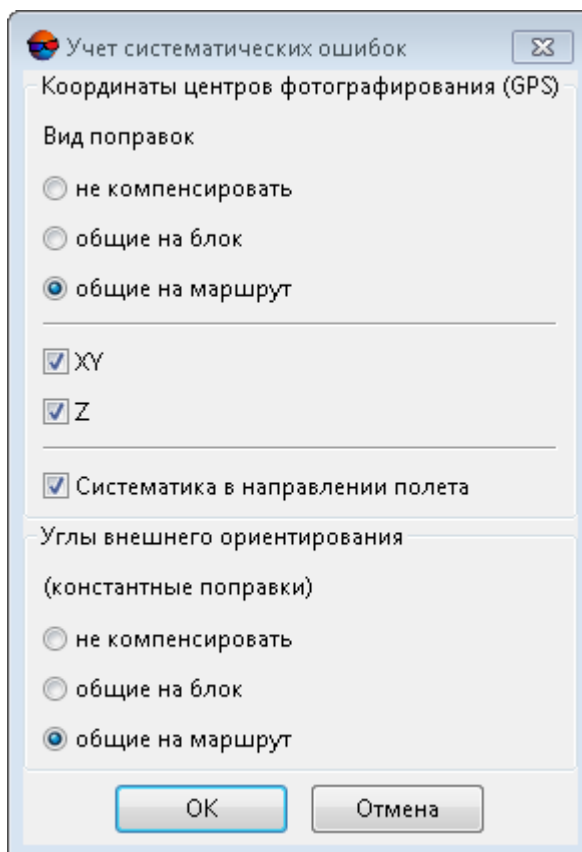 Учет систематических ошибок
Координаты центров фотографирования (GPS)
Вид поправок
не компенсировать
общие на блок
общие на маршрут
XY
Z
Систематика в направлении полета
Углы внешнего ориентирования
(константные поправки)
не компенсировать
общие на блок
общие на маршрут
OK
Отмена